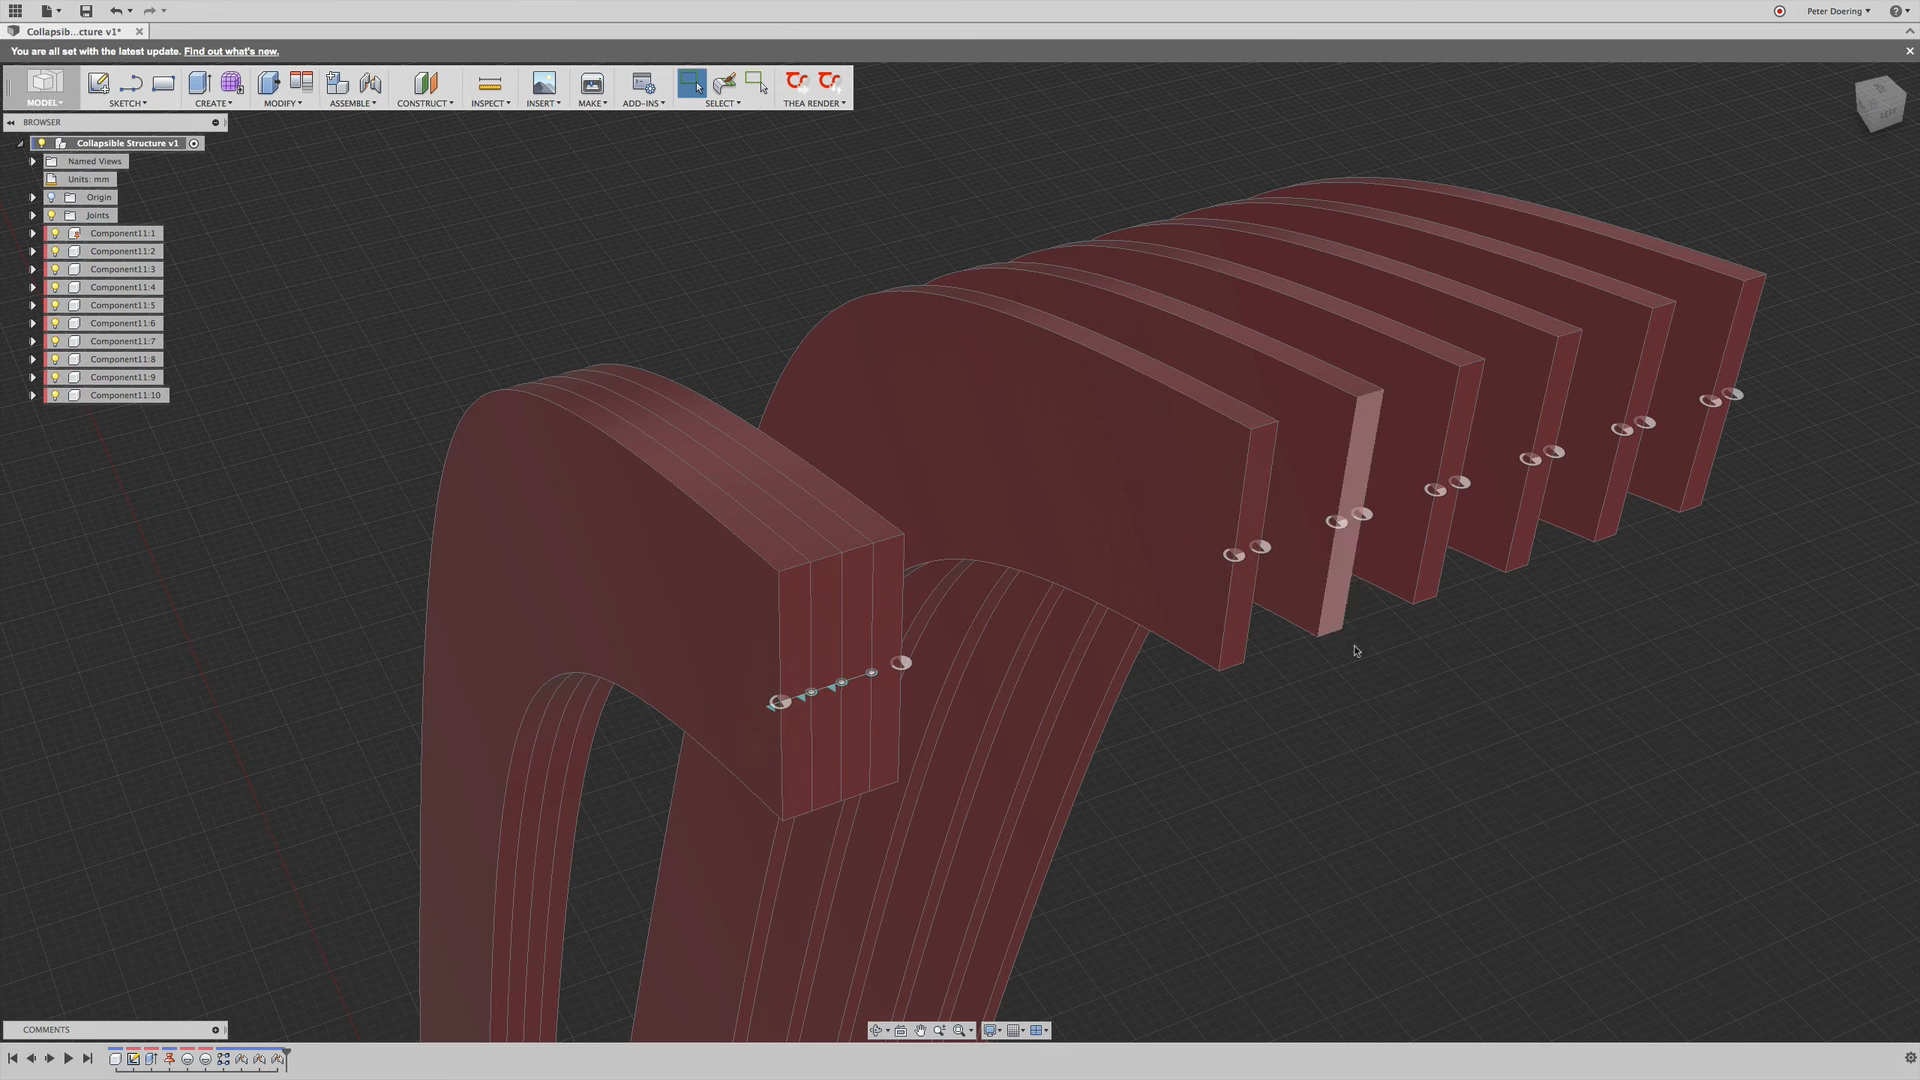 Peter Doering
Collapsib...cture v1*
You are all set with the latest update. Find out what's new.
MODEL
SKETCH
CREATE
MODIFY
ASSEMBLE
CONSTRUCT
INSPECT
INSERT
MAKE
ADD-INS
SELECT
THEA RENDER
BROWSER
LEFT
Collapsible Structure v1
Named Views
Units: mm
Origin
Joints
Component11:1
Component11:2
Component11:3
Component11:4
Component11:5
Component11:6
Component11:7
Component11:8
Component11:9
Component11:10
COMMENTS